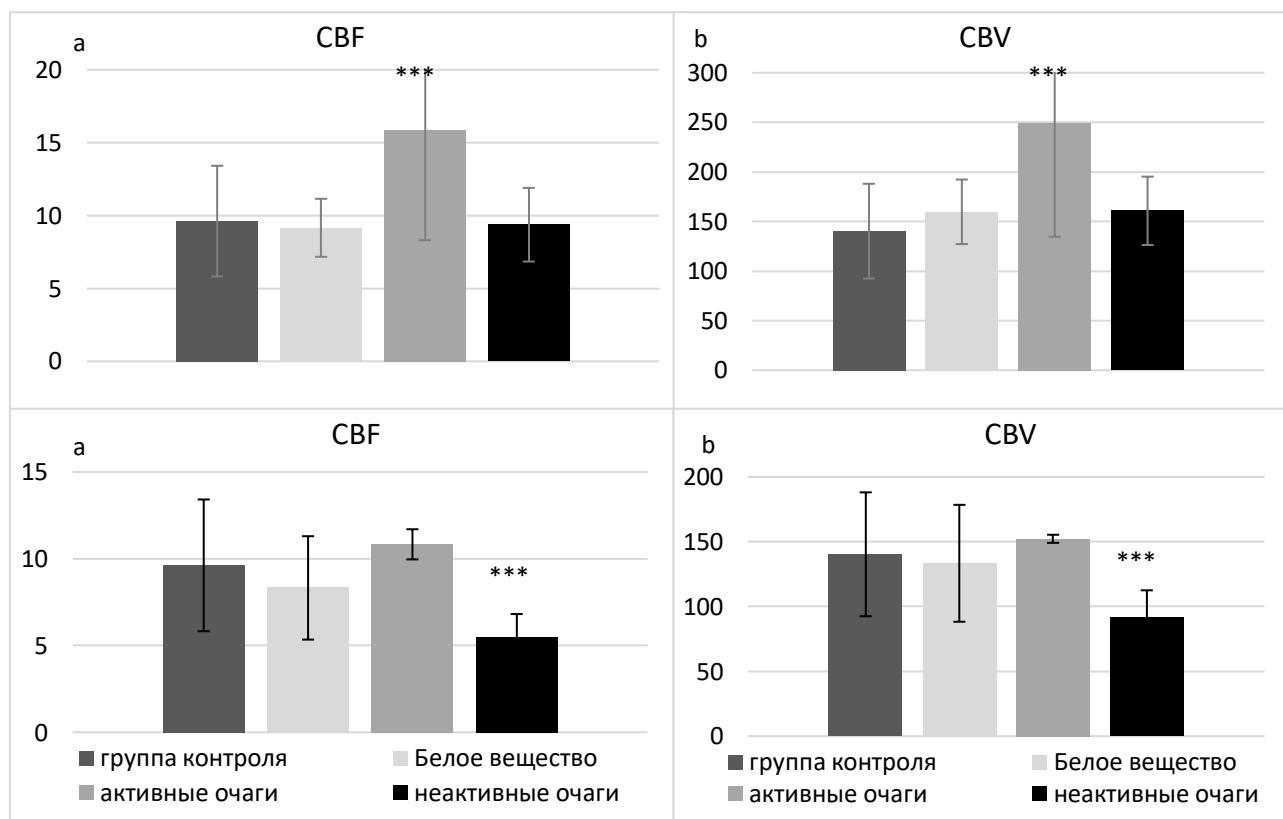 a
CBF
***
20
15
10
5
0
b
CBV
***
300
250
200
150
100
50
0
a
CBF
15
10
5
0
***
группа контроля
Белое вещество
активные очаги
неактивные очаги
b
CBV
200
150
100
50
0
***
группа контроля
Белое вещество
активные очаги
неактивные очаги